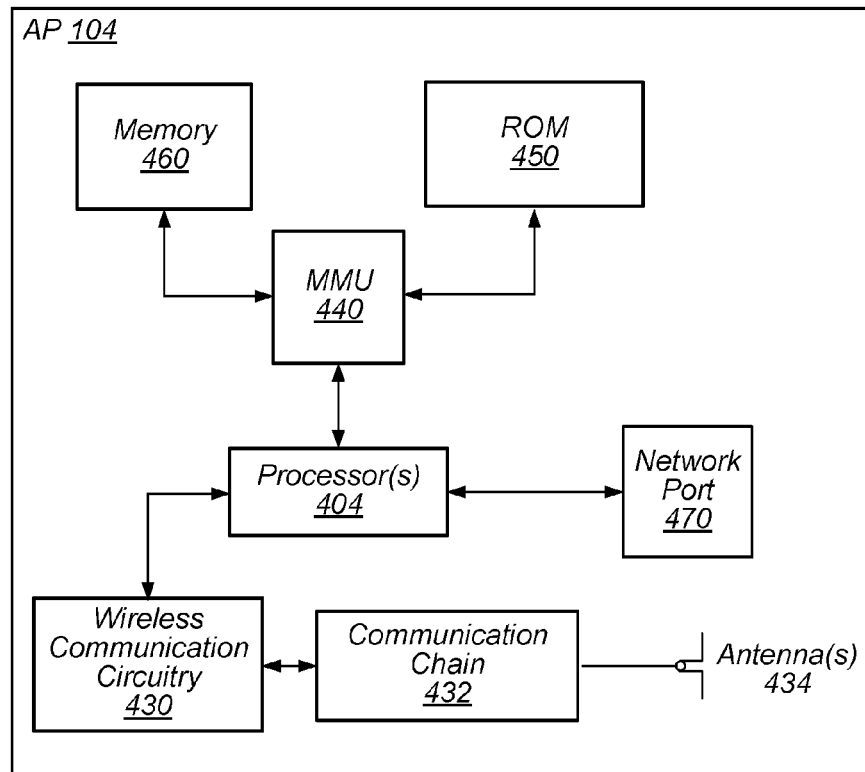 AP 104
Memory
460
ROM
450
MMU
440
Processor(s)
404
Network
Port
470
Wireless
Communication
Circuitry
430
Communication
Chain
432
Antenna(s)
434